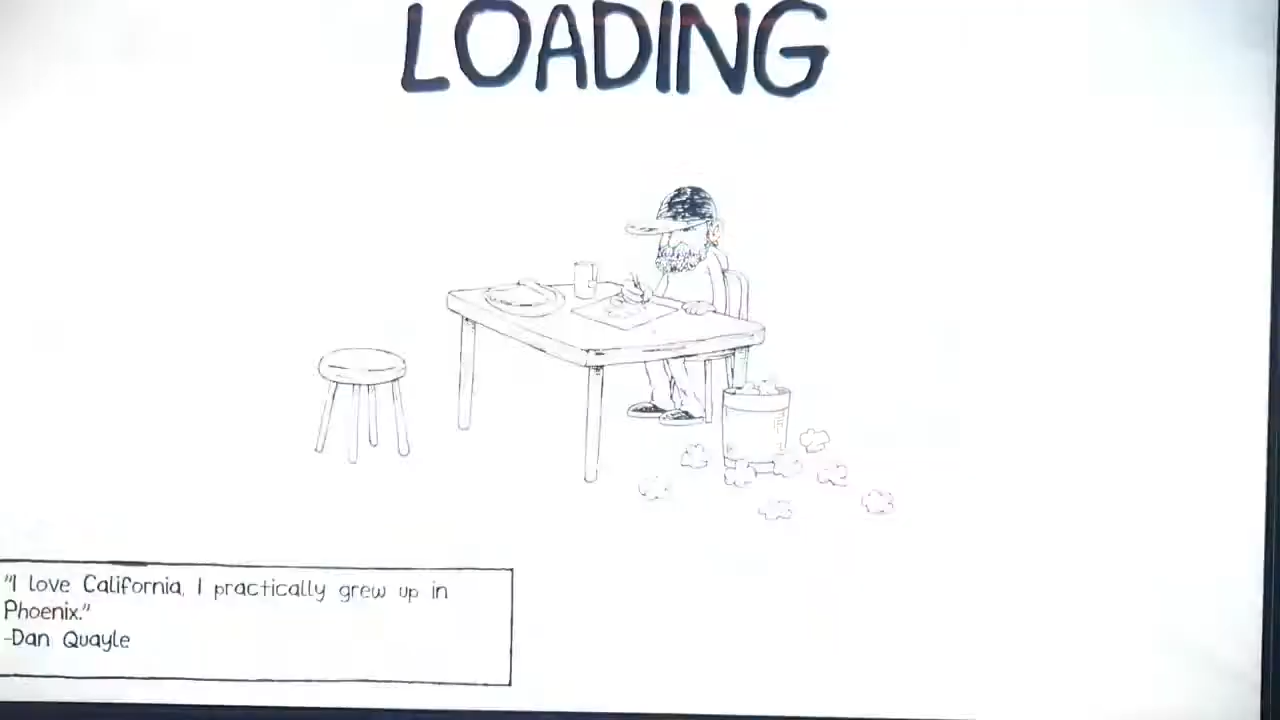 LOADING
"I love California, I practically grew up in
Phoenix."
-Dan Quayle